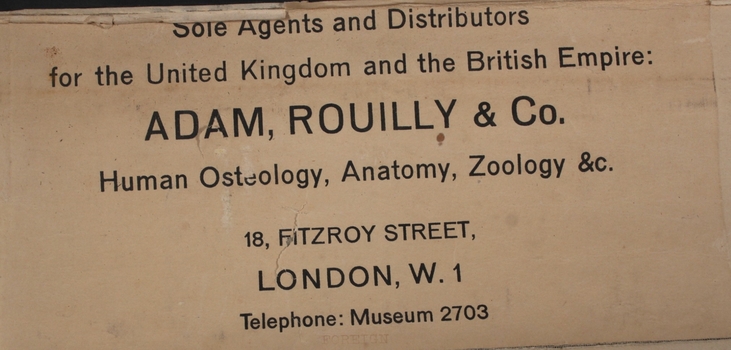 Sole Agents and Distributors
for the United Kingdom and the British Empire:
ADAM, ROUILLY & Co.
Human Osteology, Anatomy, Zoology &c.
18, FITZROY STREET,
LONDON, W. 1
Telephone: Museum 2703
FOREIGN